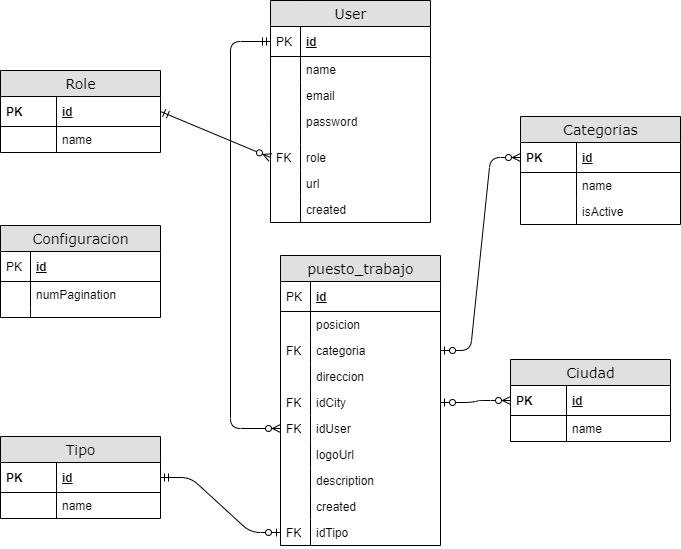 User
PK id
name
email
password
FK role
url
created
Role
PK id
name
Categorias
PK id
name
isActive
Configuracion
PK id
numPagination
puesto_trabajo
PK id
posicion
FK categoria
direccion
FK idCity
FK idUser
logoUrl
description
created
FK idTipo
Ciudad
PK id
name
Tipo
PK id
name